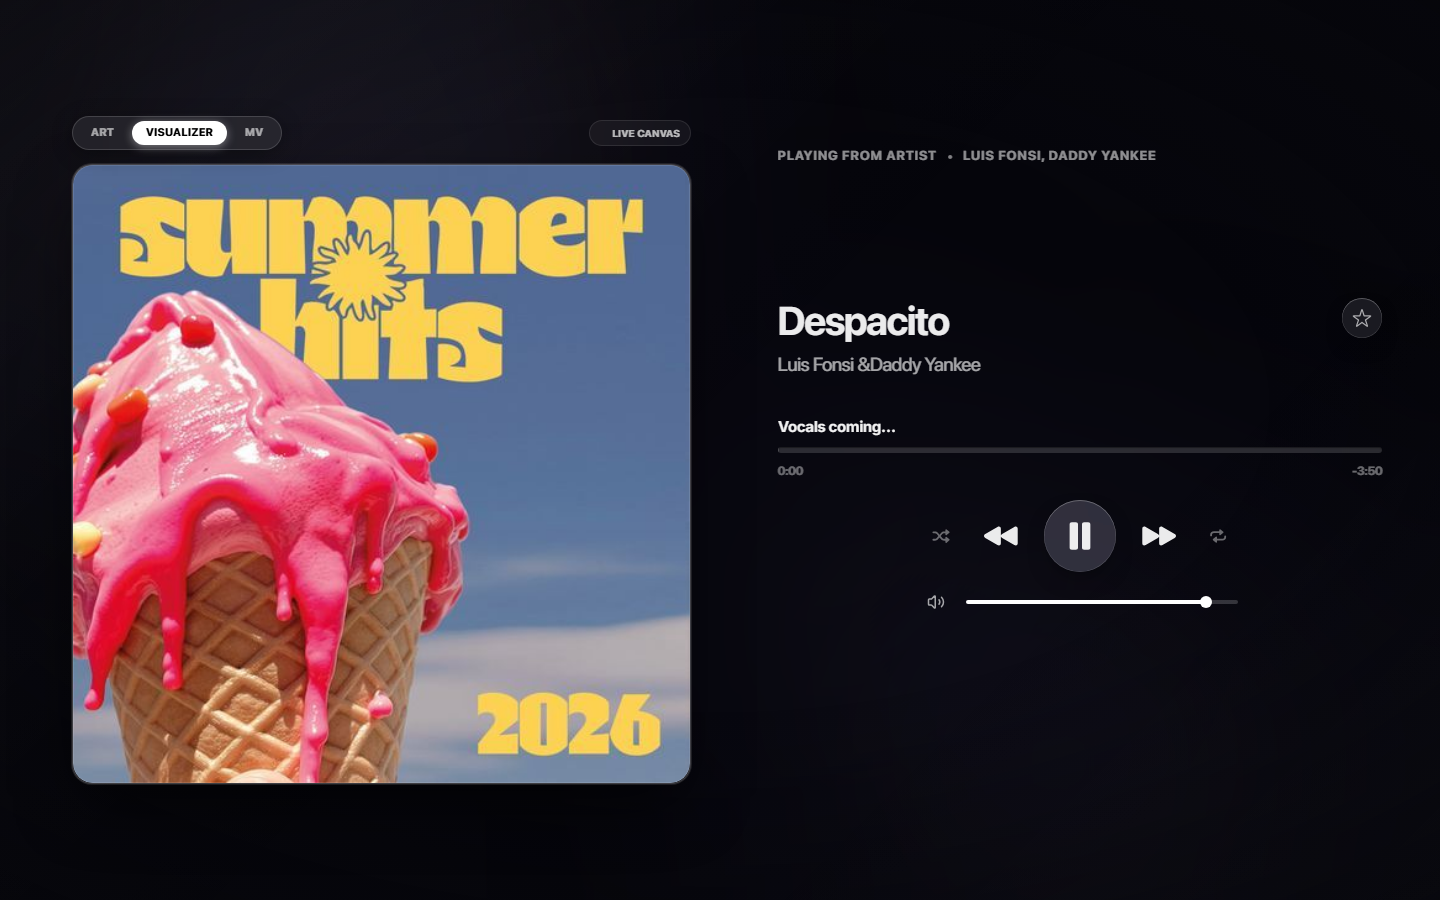 ART VISUALIZER MV
LIVE CANVAS
summer
hits
2026
PLAYING FROM ARTIST • LUIS FONSI, DADDY YANKEE
Despacito
Luis Fonsi &Daddy Yankee
Vocals coming...
0:00
-3:50